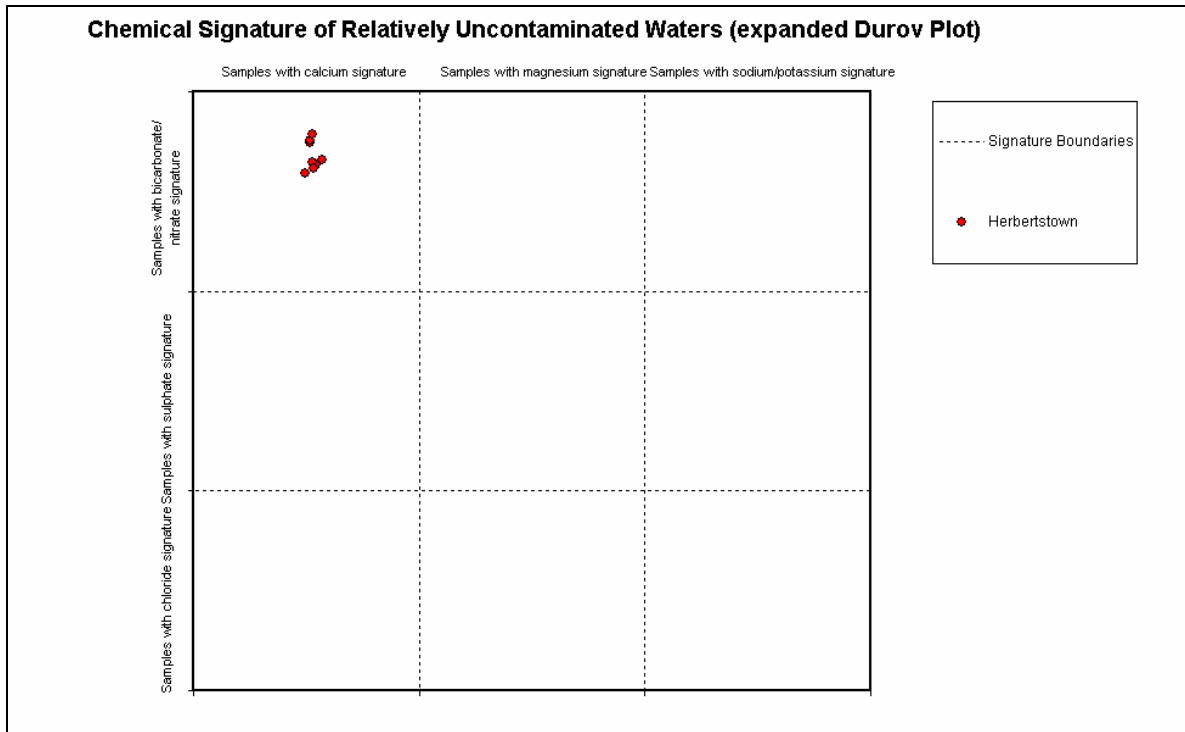 Chemical Signature of Relatively Uncontaminated Waters (expanded Durov Plot)
Samples with calcium signature
Samples with magnesium signature
Samples with sodium/potassium signature
Samples with bicarbonate/
nitrate signature
Samples with sulphate signature
Samples with chloride signature
Signature Boundaries
Herbertstown